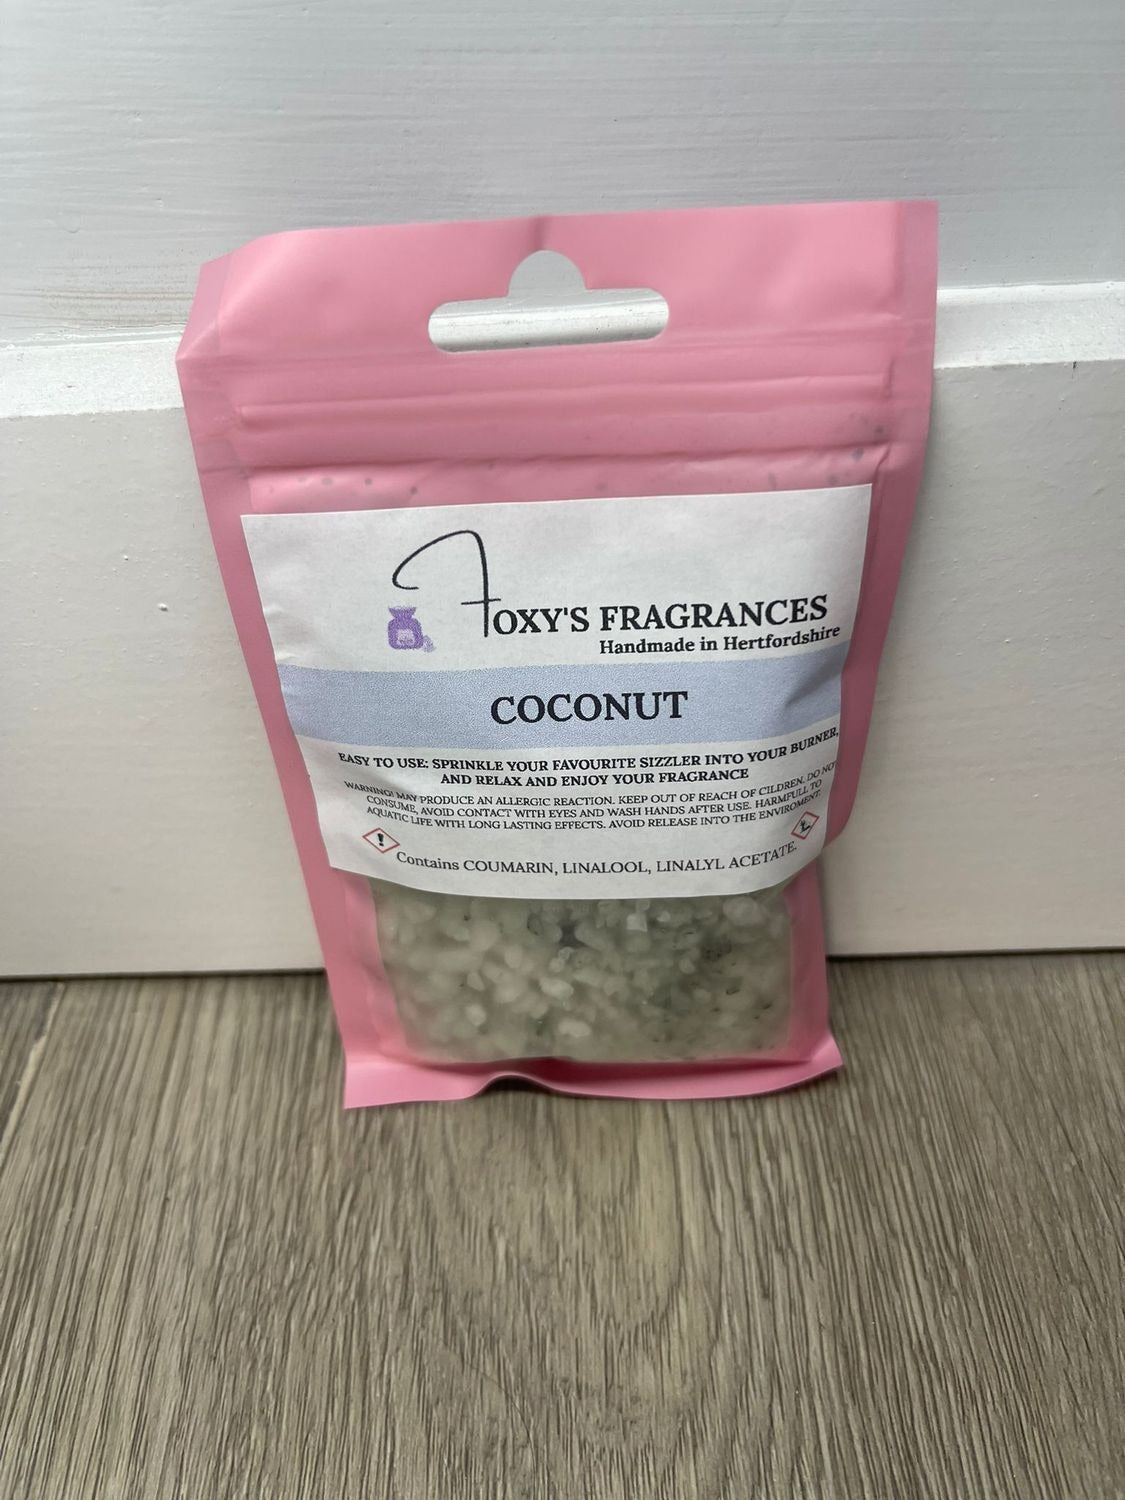 FOXY'S FRAGRANCES
Handmade in Hertfordshire
COCONUT
EASY TO USE: SPRINKLE YOUR FAVOURITE SIZZLER INTO YOUR BURNER,
AND RELAX AND ENJOY YOUR FRAGRANCE
WARNING! MAY PRODUCE AN ALLERGIC REACTION. KEEP OUT OF REACH OF CILDREN. DO NOT
CONSUME, AVOID CONTACT WITH EYES AND WASH HANDS AFTER USE. HARMFULL TO
AQUATIC LIFE WITH LONG LASTING EFFECTS. AVOID RELEASE INTO THE ENVIROMENT.
Contains COUMARIN, LINALOOL, LINALYL ACETATE.